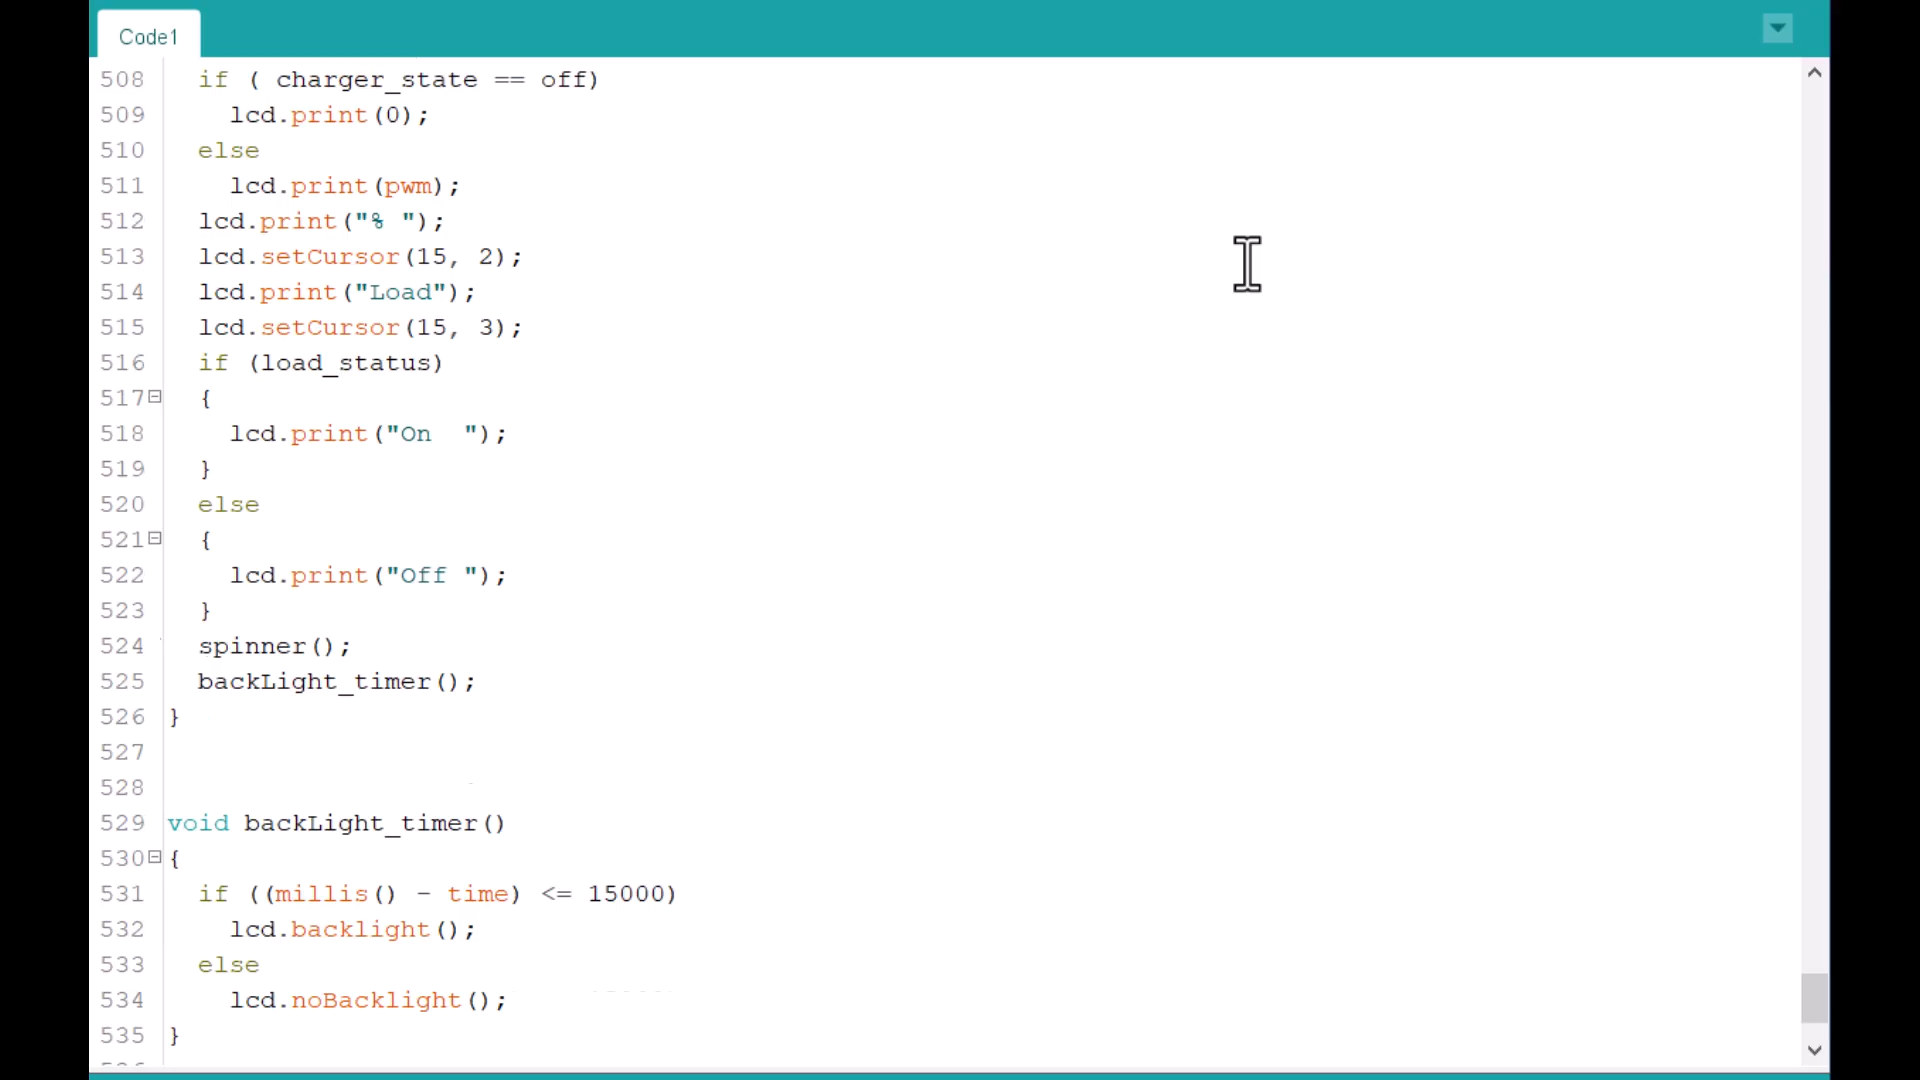 Code1
508 if ( charger_state == off)
509 lcd.print(0);
510 else
511 lcd.print(pwm);
512 lcd.print("% ");
513 lcd.setCursor(15, 2);
514 lcd.print("Load");
515 lcd.setCursor(15, 3);
516 if (load_status)
517 {
518 lcd.print("On  ");
519 }
520 else
521 {
522 lcd.print("Off ");
523 }
524 spinner();
525 backLight_timer();
526 }
527
528
529 void backLight_timer()
530 {
531 if ((millis() - time) <= 15000)
532 lcd.backlight();
533 else
534 lcd.noBacklight();
535 }